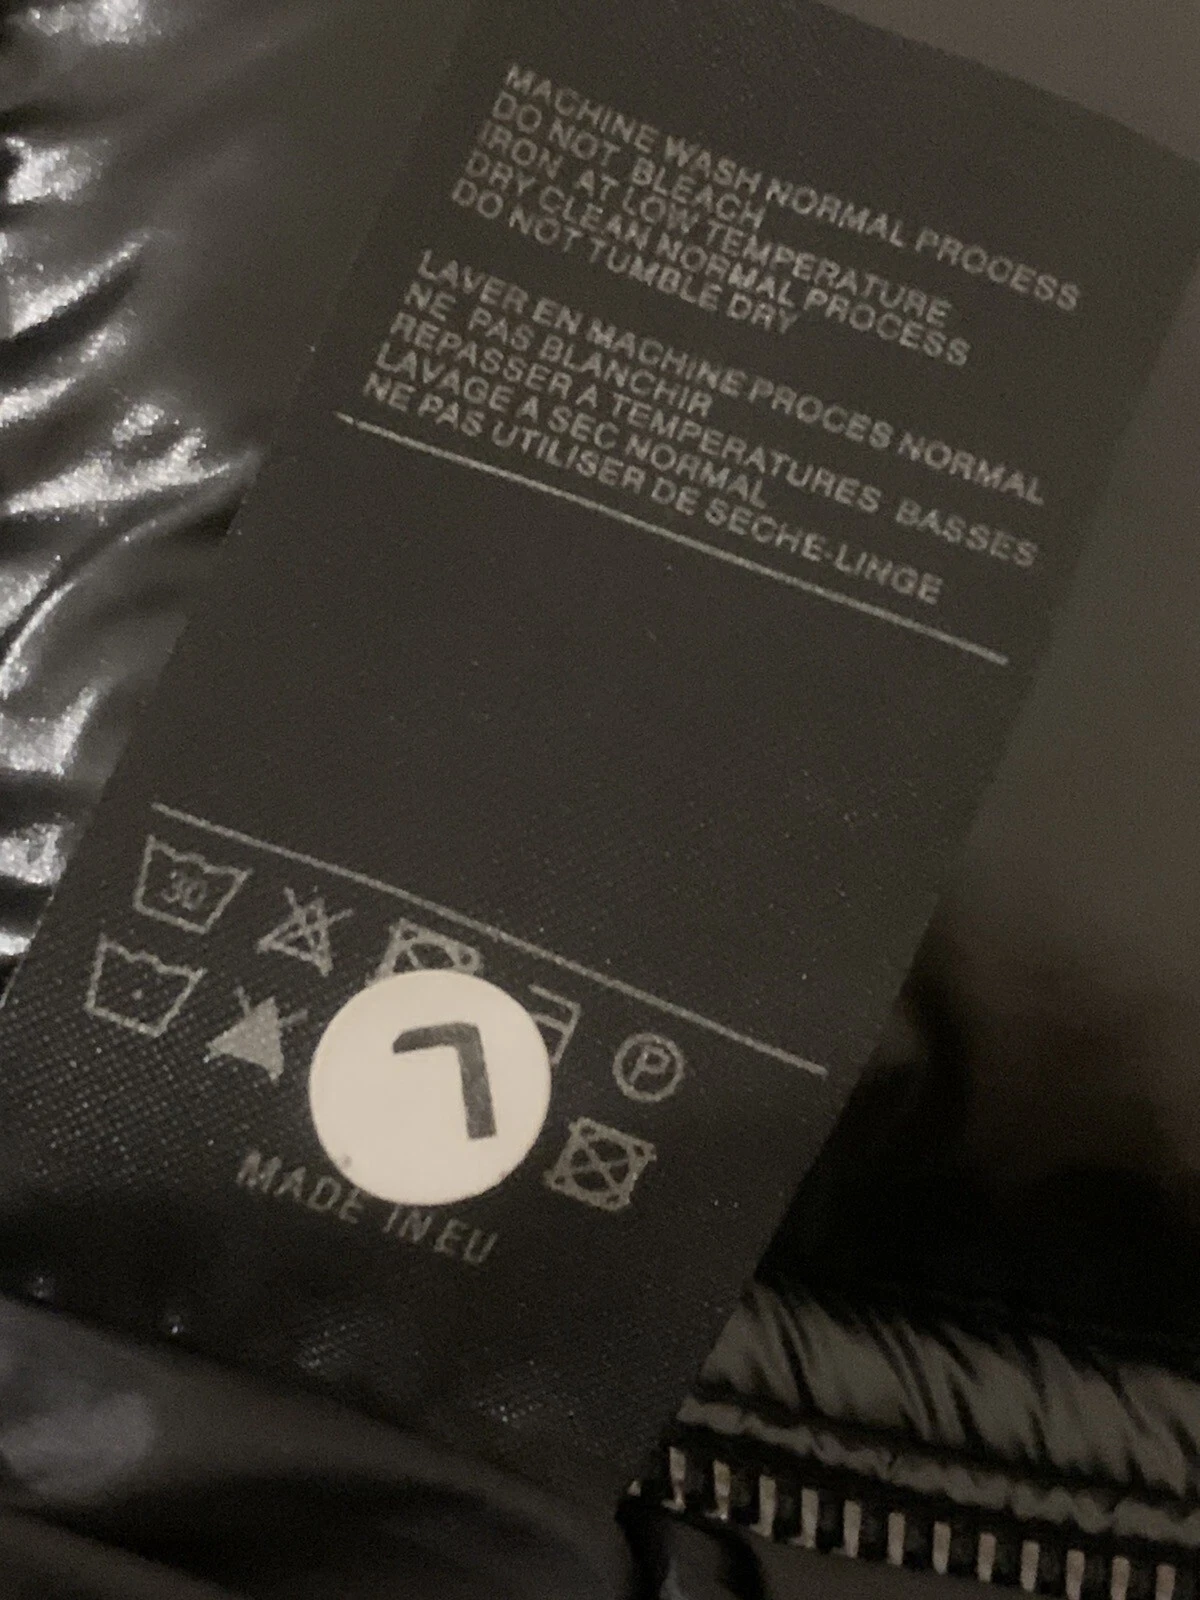 MACHINE WASH NORMAL PROCESS
DO NOT BLEACH
IRON AT LOW TEMPERATURE
DRY CLEAN NORMAL PROCESS
DO NOT TUMBLE DRY
LAVER EN MACHINE PROCES NORMAL
NE PAS BLANCHIR
REPASSER A TEMPERATURES BASSES
LAVAGE A SEC NORMAL
NE PAS UTILISER DE SECHE-LINGE
30
P
L
MADE IN EU